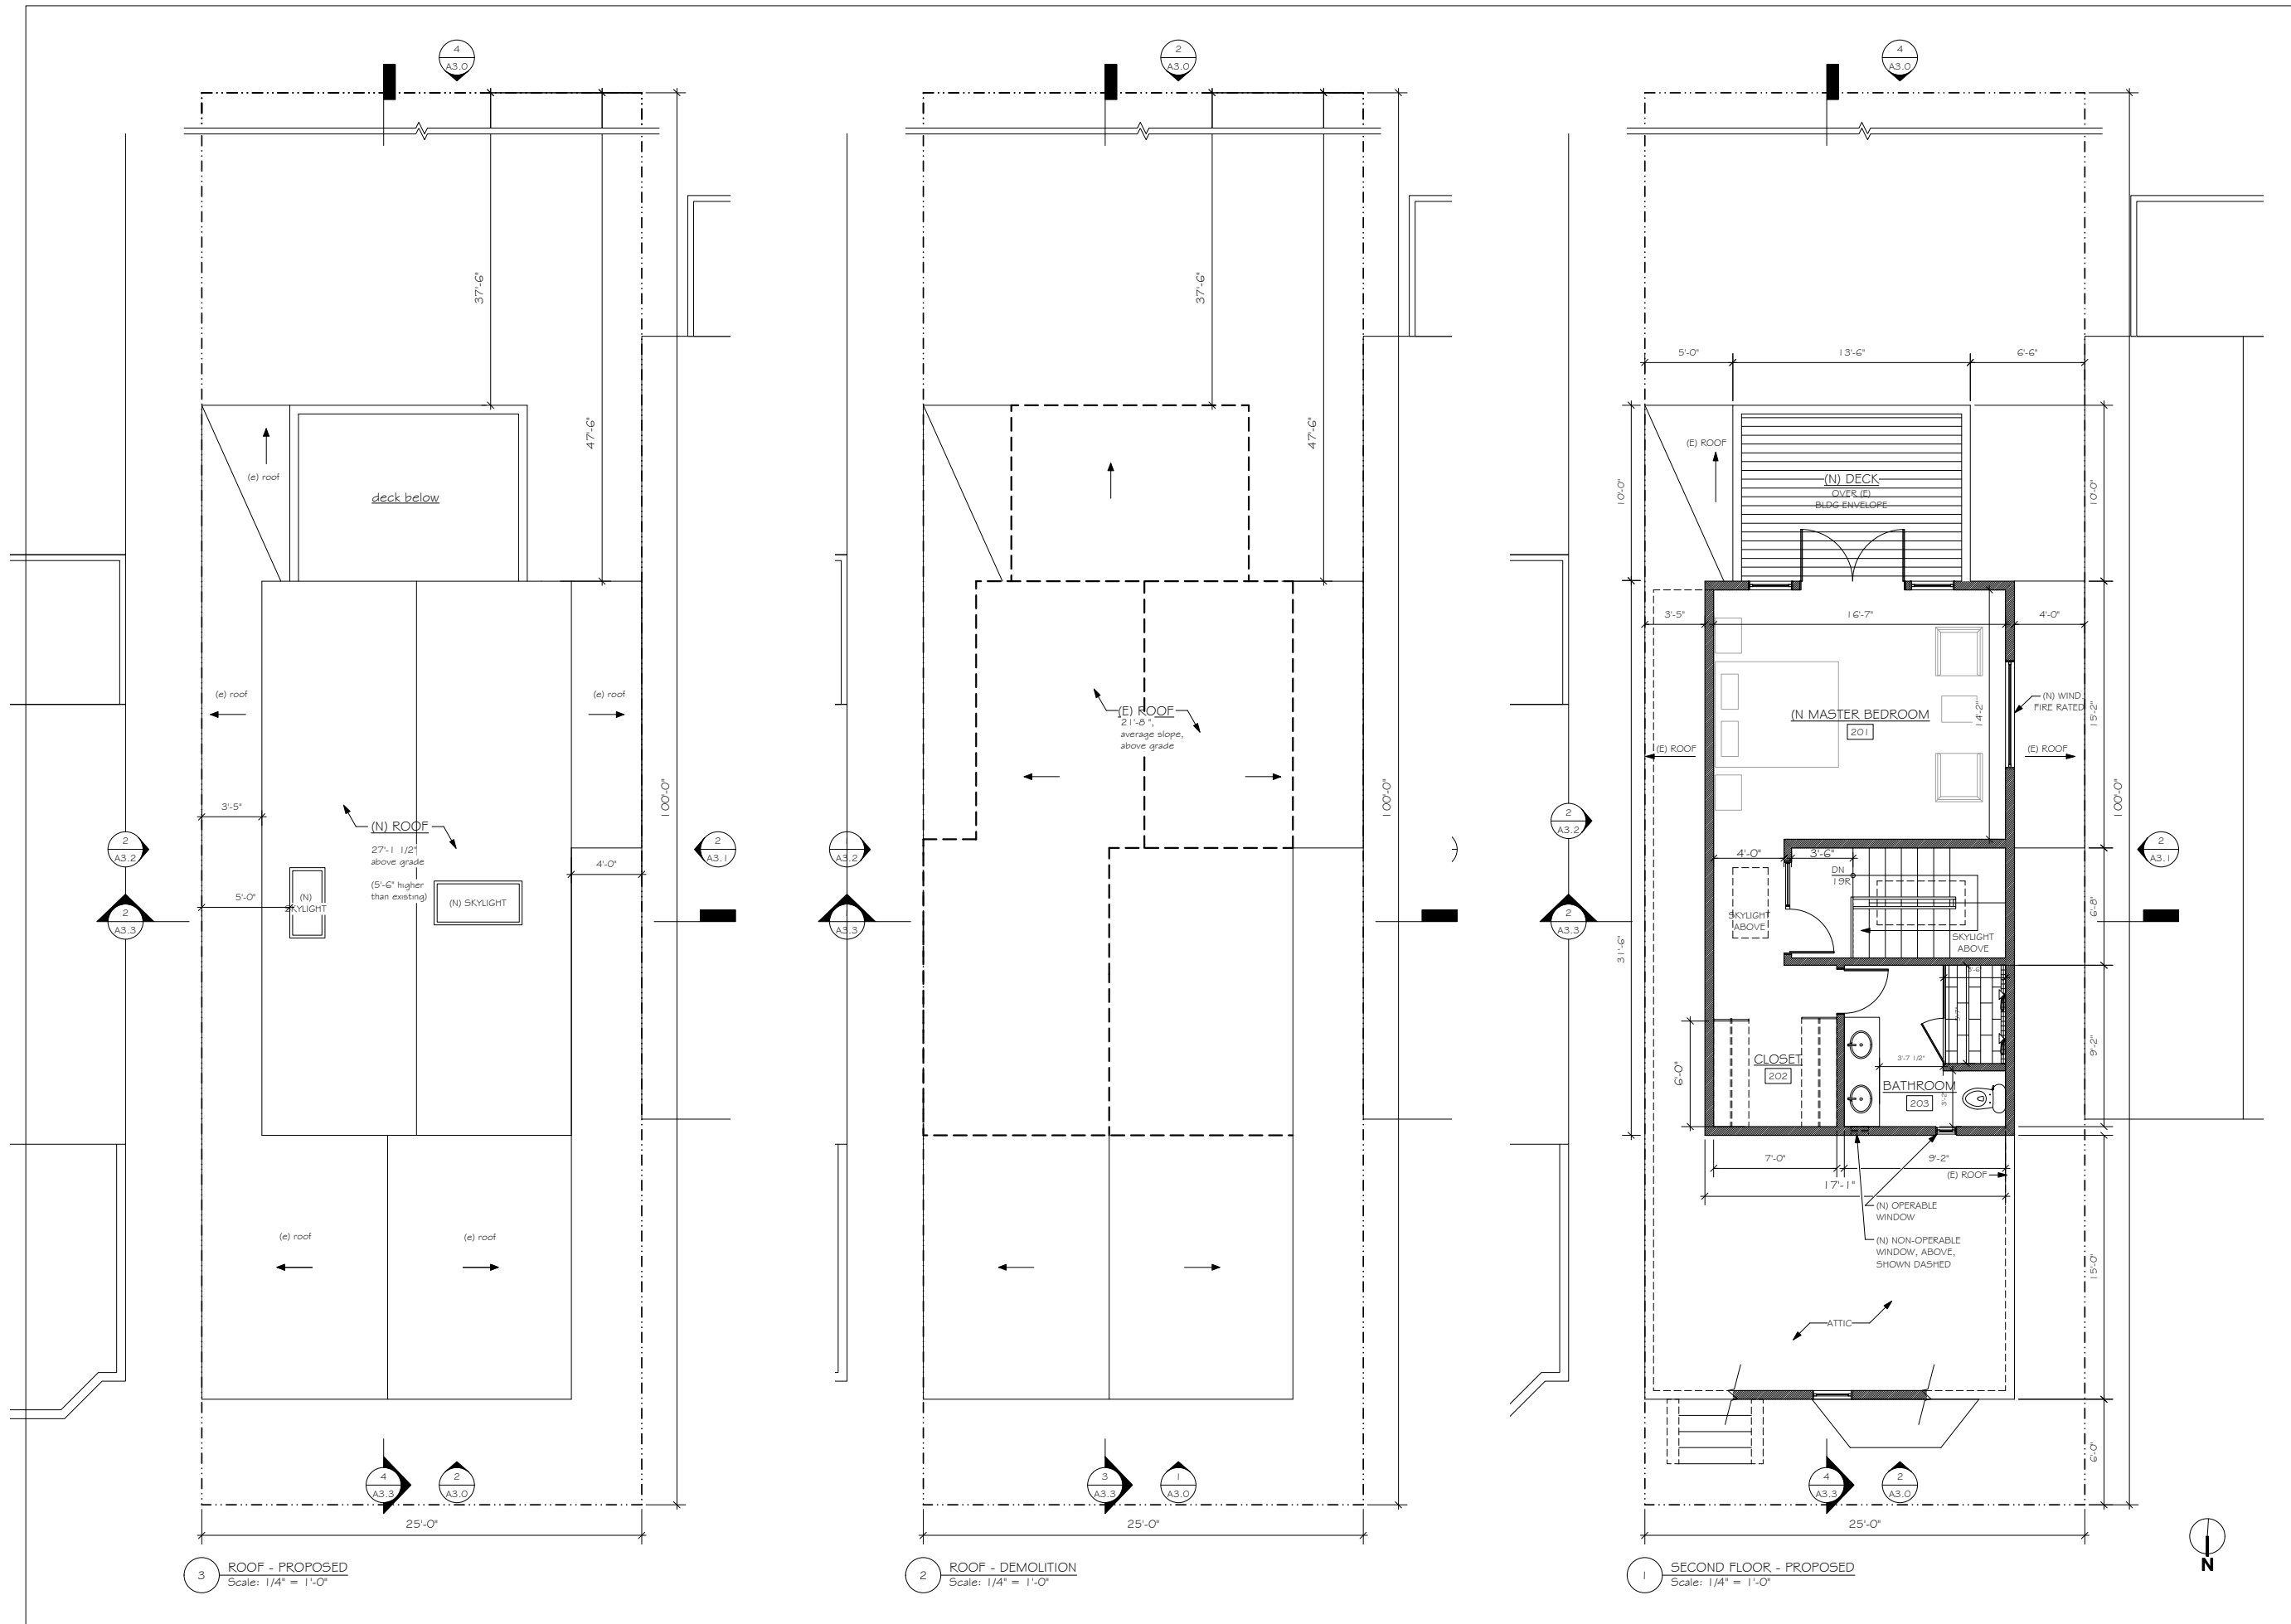 4
A3.0
37'-6"
47'-6"
(e) roof
deck below
(e) roof
(e) roof
100'-0"
3'-5"
(N) ROOF
27'-1 1/2"
above grade
(5'-6" higher
than existing)
2
A3.2
2
A3.1
4'-0"
5'-0"
(N)
SKYLIGHT
(N) SKYLIGHT
2
A3.3
(e) roof
(e) roof
4
A3.3
2
A3.0
25'-0"
3
ROOF - PROPOSED
Scale: 1/4" = 1'-0"
2
A3.0
37'-6"
47'-6"
(E) ROOF
21'-8",
average slope,
above grade
100'-0"
2
A3.2
2
A3.3
3
A3.3
1
A3.0
25'-0"
2
ROOF - DEMOLITION
Scale: 1/4" = 1'-0"
4
A3.0
5'-0"
13'-6"
6'-6"
(E) ROOF
10'-0"
(N) DECK
OVER (E)
BLDG ENVELOPE
10'-0"
3'-5"
16'-7"
4'-0"
(N) WIND.
FIRE RATED
(N MASTER BEDROOM
201
14'-2"
15'-2"
(E) ROOF
(E) ROOF
100'-0"
2
A3.2
2
A3.1
4'-0"
3'-6"
DN
19R
SKYLIGHT
ABOVE
6'-8"
2
A3.3
SKYLIGHT
ABOVE
31'-6"
3'-6"
9'-2"
CLOSET
202
6'-0"
3'-7 1/2"
BATHROOM
203
3'-2"
7'-0"
9'-2"
(E) ROOF
17'-1"
(N) OPERABLE
WINDOW
(N) NON-OPERABLE
WINDOW, ABOVE,
SHOWN DASHED
15'-0"
ATTIC
6'-0"
4
A3.3
2
A3.0
25'-0"
N
1
SECOND FLOOR - PROPOSED
Scale: 1/4" = 1'-0"